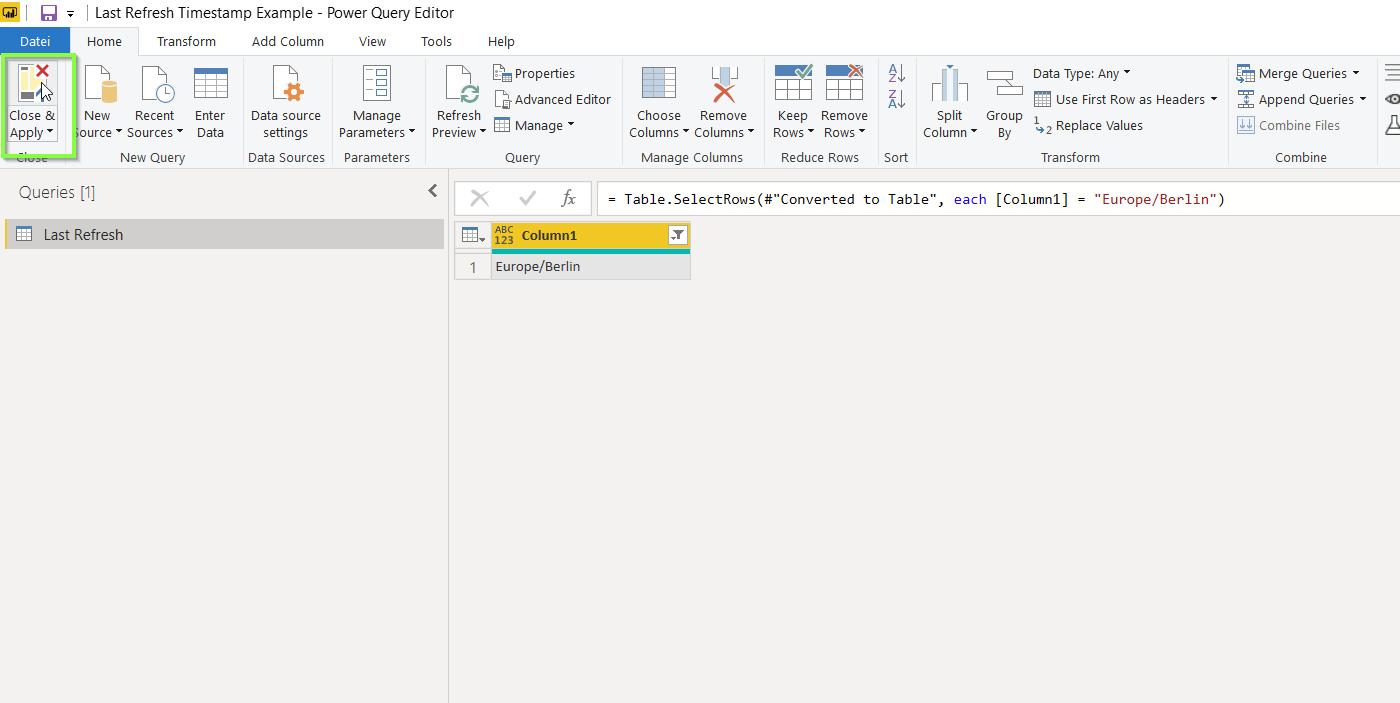 Last Refresh Timestamp Example - Power Query Editor
Datei Home Transform Add Column View Tools Help
Close & Apply
Close
New Source
Recent Sources
Enter Data
New Query
Data source settings
Data Sources
Manage Parameters
Parameters
Refresh Preview
Properties
Advanced Editor
Manage
Query
Choose Columns
Remove Columns
Manage Columns
Keep Rows
Remove Rows
Reduce Rows
A Z
Z A
Sort
Split Column
Group By
Data Type: Any
Use First Row as Headers
1 2 Replace Values
Transform
Merge Queries
Append Queries
Combine Files
Combine
Queries [1]
Last Refresh
fx = Table.SelectRows(#"Converted to Table", each [Column1] = "Europe/Berlin")
ABC 123 Column1
1 Europe/Berlin